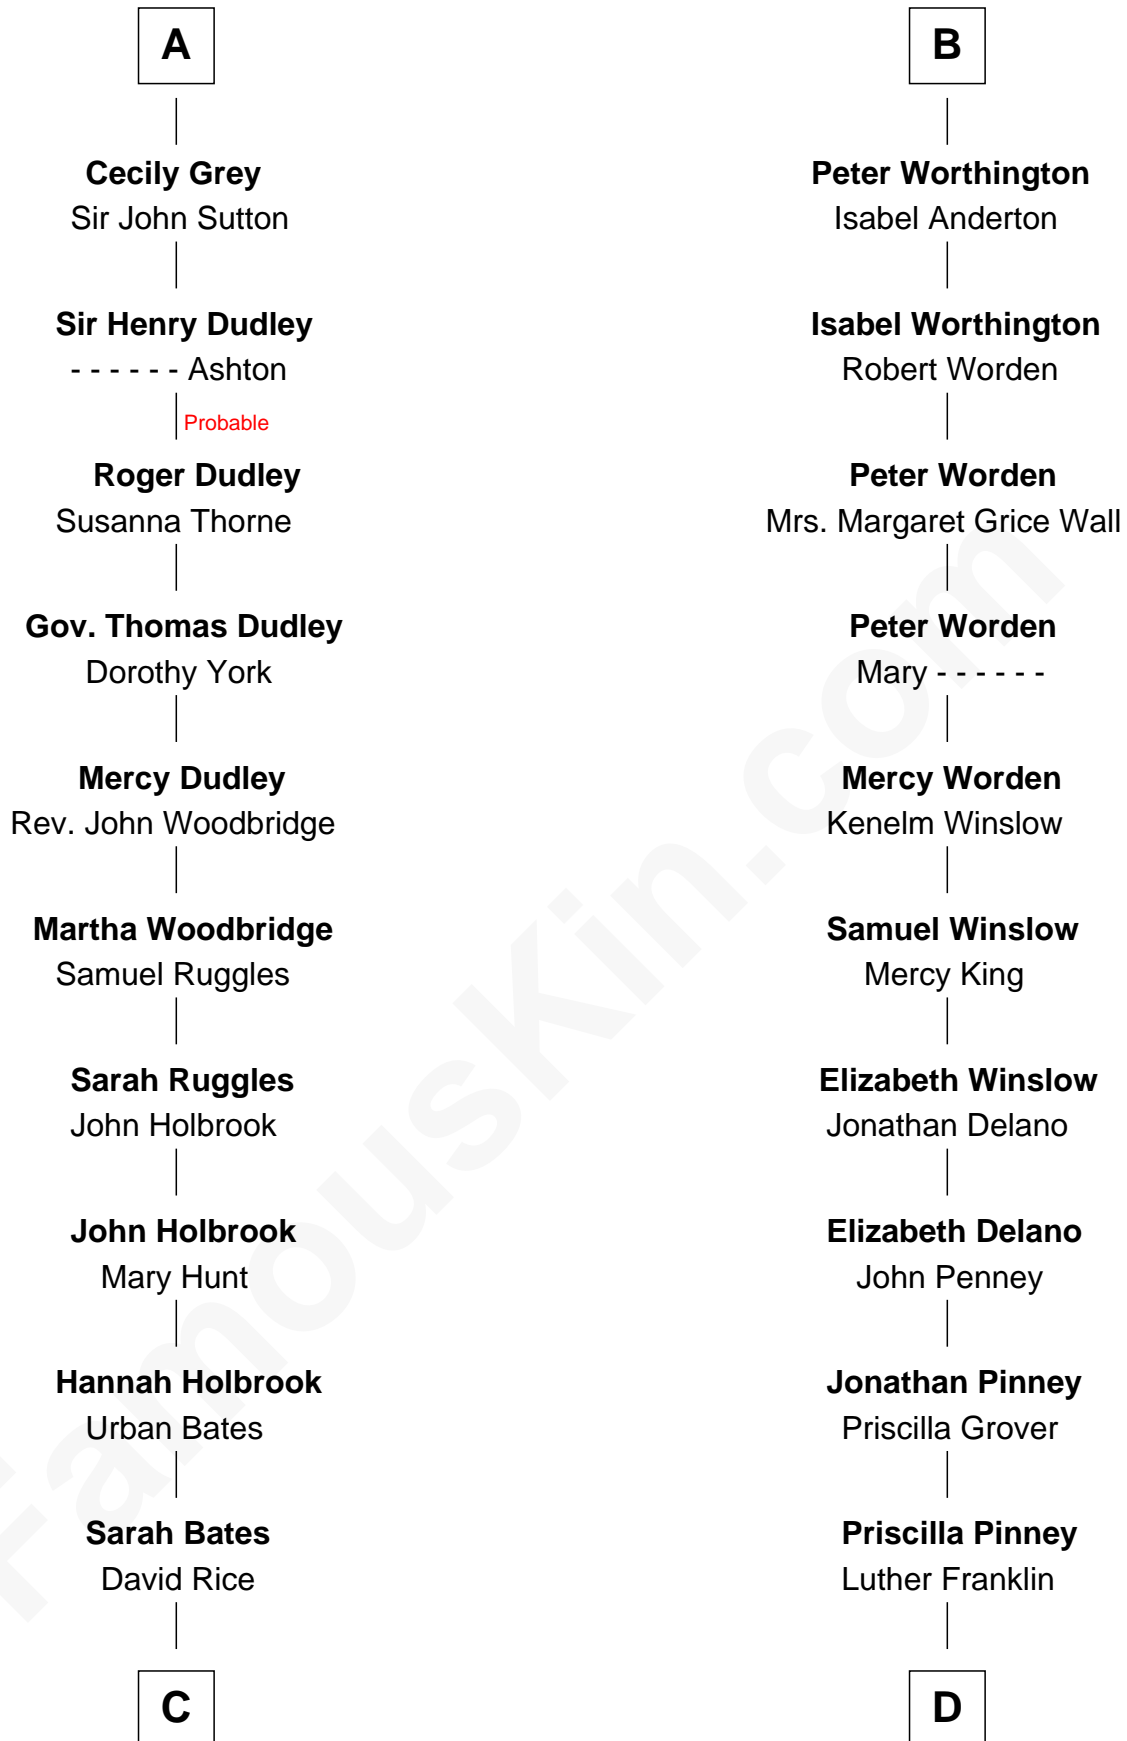 A
Cecily Grey
Sir John Sutton
Sir Henry Dudley
- - - - - - Ashton
Probable
Roger Dudley
Susanna Thorne
Gov. Thomas Dudley
Dorothy York
Mercy Dudley
Rev. John Woodbridge
Martha Woodbridge
Samuel Ruggles
Sarah Ruggles
John Holbrook
John Holbrook
Mary Hunt
Hannah Holbrook
Urban Bates
Sarah Bates
David Rice
C
B
Peter Worthington
Isabel Anderton
Isabel Worthington
Robert Worden
Peter Worden
Mrs. Margaret Grice Wall
Peter Worden
Mary - - - - - -
Mercy Worden
Kenelm Winslow
Samuel Winslow
Mercy King
Elizabeth Winslow
Jonathan Delano
Elizabeth Delano
John Penney
Jonathan Pinney
Priscilla Grover
Priscilla Pinney
Luther Franklin
D
FamousKin.com